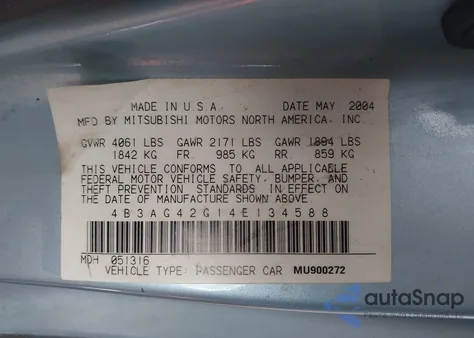 MADE IN U.S.A. DATE MAY 2004
MFD BY MITSUBISHI MOTORS NORTH AMERICA, INC.
GVWR 4061 LBS GAWR 2171 LBS GAWR 1894 LBS
1842 KG FR. 985 KG RR 859 KG
THIS VEHICLE CONFORMS TO ALL APPLICABLE
FEDERAL MOTOR VEHICLE SAFETY, BUMPER, AND
THEFT PREVENTION STANDARDS IN EFFECT ON
THE DATE OF MANUFACTURE SHOWN ABOVE
4B3AG42G14E134588
MDH 051316
VEHICLE TYPE: PASSENGER CAR MU900272
autoSnap